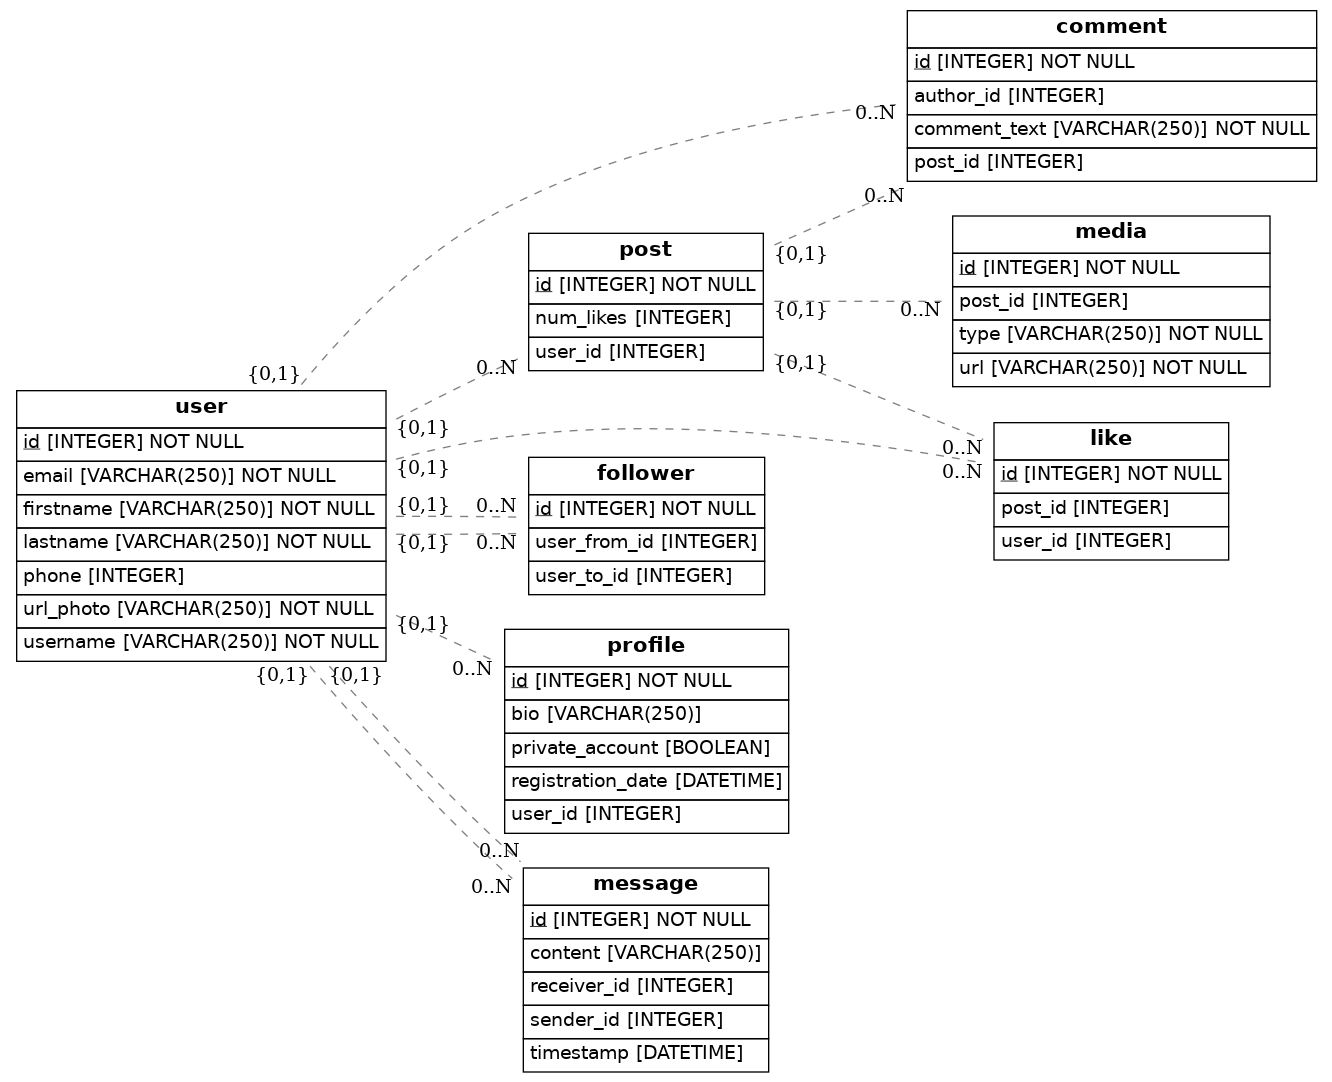 comment
id [INTEGER] NOT NULL
author_id [INTEGER]
comment_text [VARCHAR(250)] NOT NULL
post_id [INTEGER]
0..N
0..N
media
id [INTEGER] NOT NULL
post_id [INTEGER]
type [VARCHAR(250)] NOT NULL
url [VARCHAR(250)] NOT NULL
0..N
post
id [INTEGER] NOT NULL
num_likes [INTEGER]
user_id [INTEGER]
{0,1}
{0,1}
{0,1}
0..N
like
id [INTEGER] NOT NULL
post_id [INTEGER]
user_id [INTEGER]
0..N
0..N
{0,1}
user
id [INTEGER] NOT NULL
email [VARCHAR(250)] NOT NULL
firstname [VARCHAR(250)] NOT NULL
lastname [VARCHAR(250)] NOT NULL
phone [INTEGER]
url_photo [VARCHAR(250)] NOT NULL
username [VARCHAR(250)] NOT NULL
{0,1}
{0,1}
{0,1}
{0,1}
{0,1}
{0,1}
{0,1}
follower
id [INTEGER] NOT NULL
user_from_id [INTEGER]
user_to_id [INTEGER]
0..N
0..N
profile
id [INTEGER] NOT NULL
bio [VARCHAR(250)]
private_account [BOOLEAN]
registration_date [DATETIME]
user_id [INTEGER]
0..N
0..N
0..N
message
id [INTEGER] NOT NULL
content [VARCHAR(250)]
receiver_id [INTEGER]
sender_id [INTEGER]
timestamp [DATETIME]